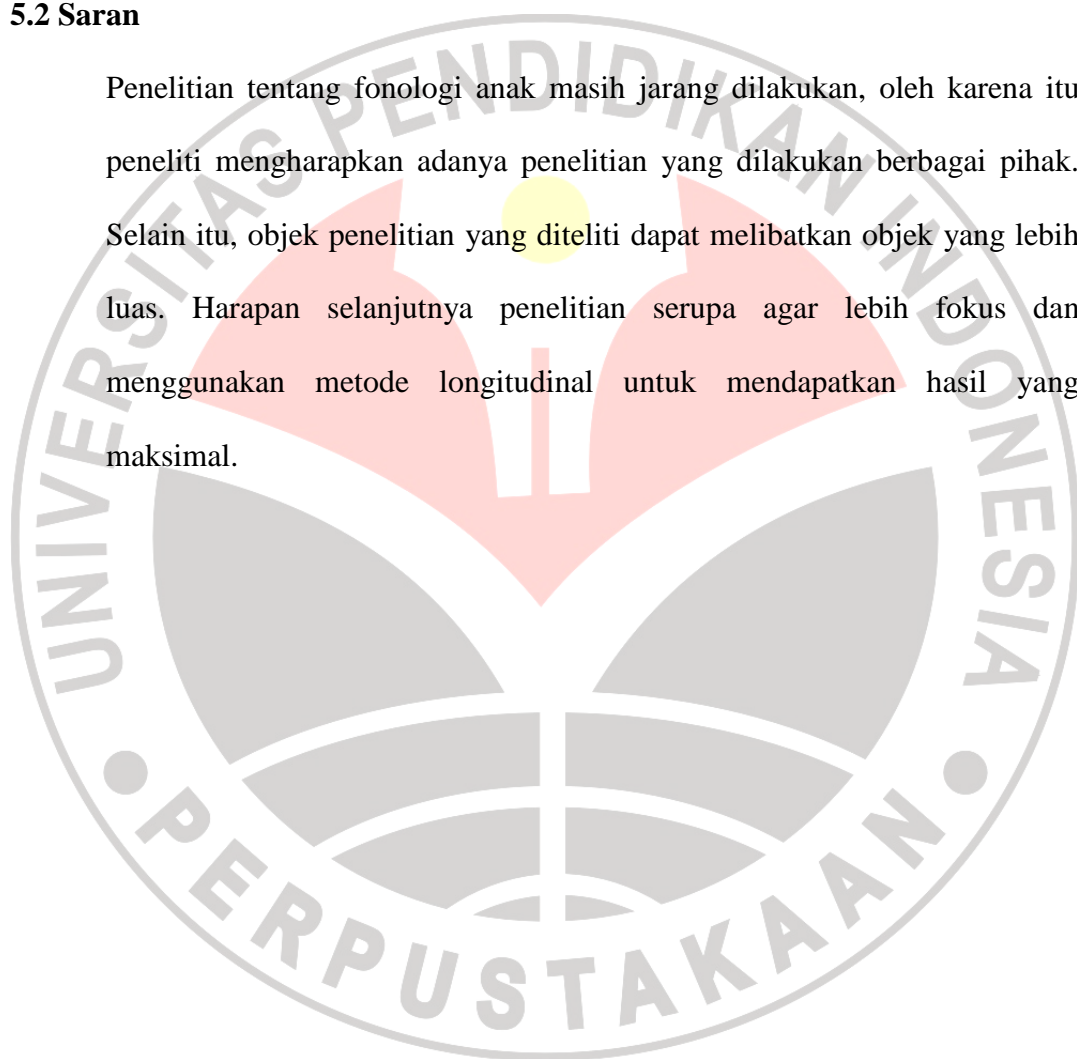 5.2 Saran
Penelitian tentang fonologi anak masih jarang dilakukan, oleh karena itu
peneliti mengharapkan adanya penelitian yang dilakukan berbagai pihak.
Selain itu, objek penelitian yang diteliti dapat melibatkan objek yang lebih
luas. Harapan selanjutnya penelitian serupa agar lebih fokus dan
menggunakan metode longitudinal untuk mendapatkan hasil yang
maksimal.
UNIVERSITAS PENDIDIKAN INDONESIA
PERPUSTAKAAN